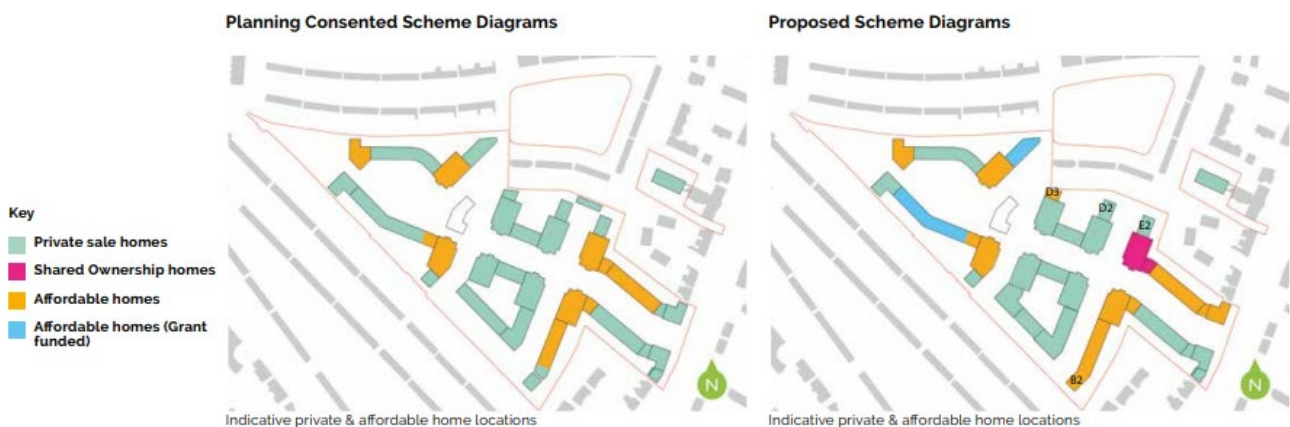 Planning Consented Scheme Diagrams
Proposed Scheme Diagrams
Key
Private sale homes
Shared Ownership homes
Affordable homes
Affordable homes (Grant
funded)
D3
D2
E2
B2
N
N
Indicative private & affordable home locations
Indicative private & affordable home locations